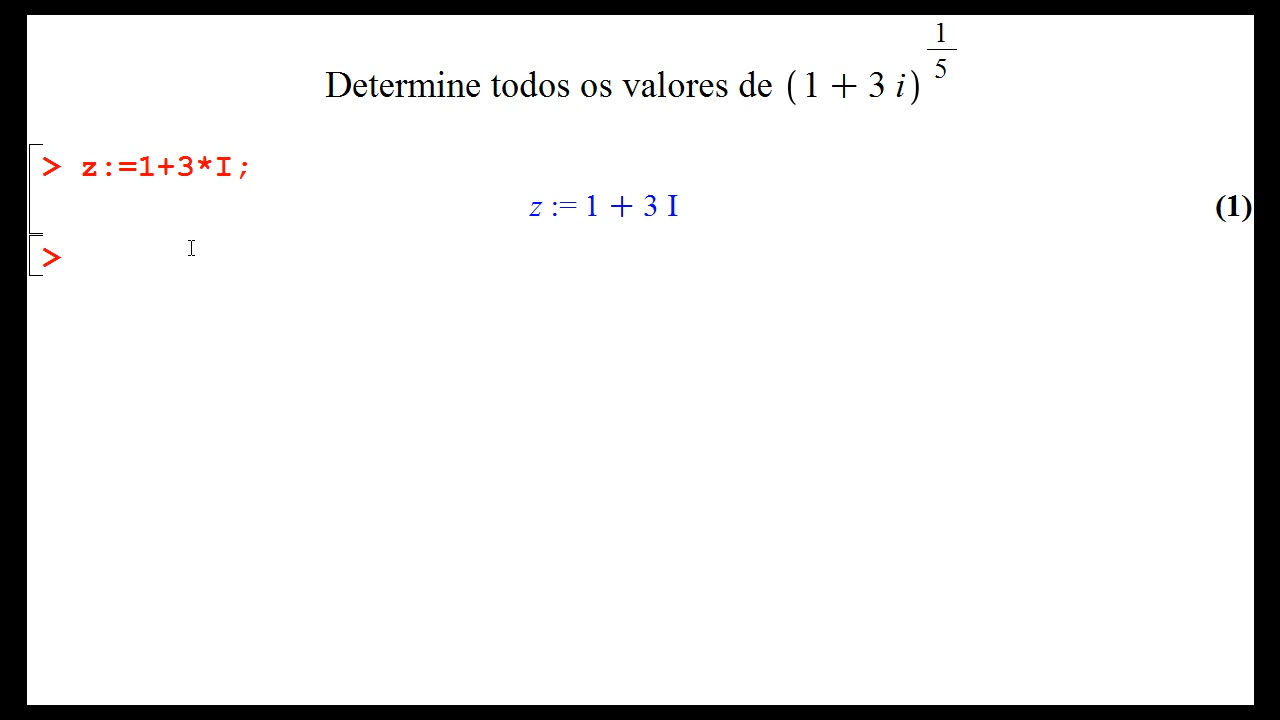 Determine todos os valores de (1 + 3 i)^(1/5)
> z:=1+3*I;
z := 1 + 3 I (1)
>